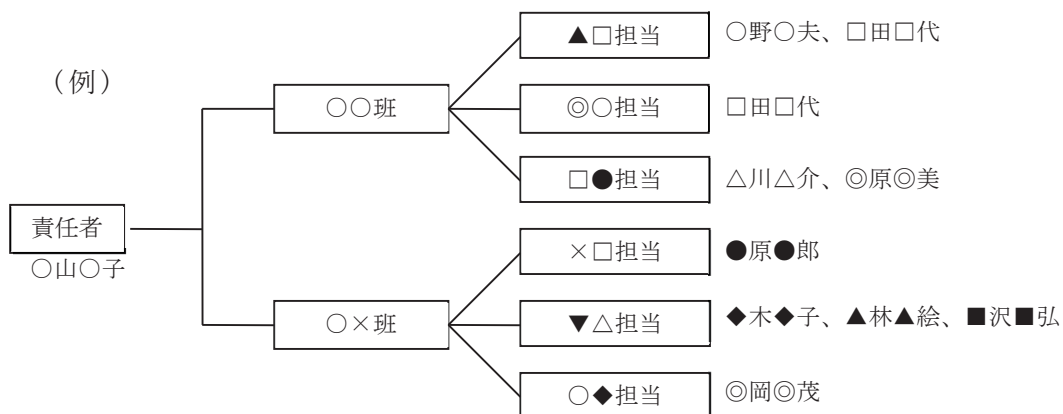 （例）
▲□担当 ○野○夫、□田□代
○○班
◎○担当 □田□代
□●担当 △川△介、◎原◎美
責任者
○山○子
×□担当 ●原●郎
○×班
▼△担当 ◆木◆子、▲林▲絵、■沢■弘
○◆担当 ◎岡◎茂